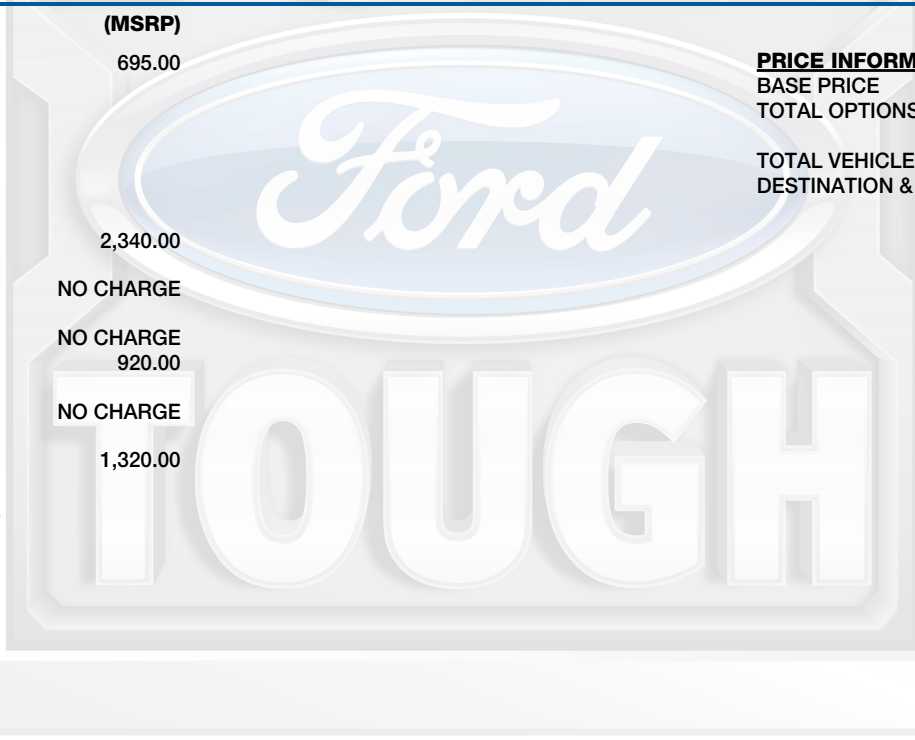 (MSRP)
695.00
2,340.00
NO CHARGE
NO CHARGE
920.00
NO CHARGE
1,320.00
PRICE INFORM
BASE PRICE
TOTAL OPTIONS
TOTAL VEHICLE
DESTINATION &
Ford
TOUGH